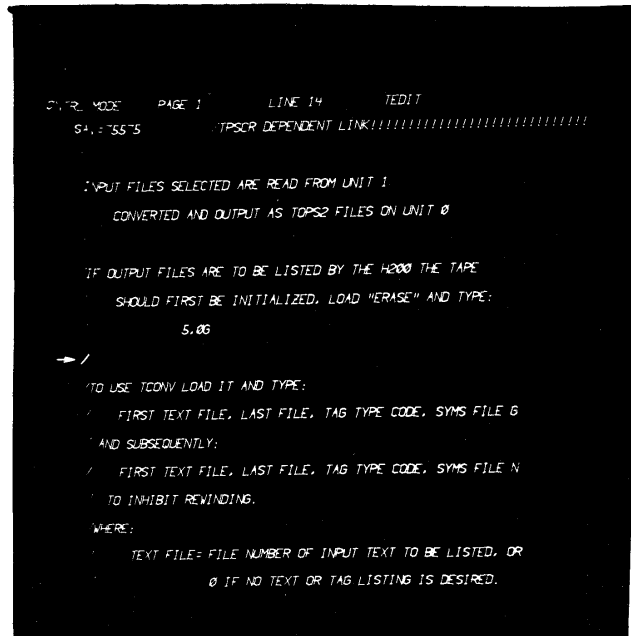 MODE PAGE 1 LINE 14 TEDIT
/TPSCR DEPENDENT LINK!!!!!!!!!!!!!!!!!!!!!!!!!!!!!!
INPUT FILES SELECTED ARE READ FROM UNIT 1
CONVERTED AND OUTPUT AS TOPS2 FILES ON UNIT Ø
IF OUTPUT FILES ARE TO BE LISTED BY THE H200 THE TAPE
SHOULD FIRST BE INITIALIZED. LOAD "ERASE" AND TYPE:
5.ØG
→ /
/TO USE TCONV LOAD IT AND TYPE:
/ FIRST TEXT FILE, LAST FILE, TAG TYPE CODE, SYMS FILE G
AND SUBSEQUENTLY:
/ FIRST TEXT FILE, LAST FILE, TAG TYPE CODE, SYMS FILE N
TO INHIBIT REWINDING.
WHERE:
TEXT FILE= FILE NUMBER OF INPUT TEXT TO BE LISTED, OR
Ø IF NO TEXT OR TAG LISTING IS DESIRED.